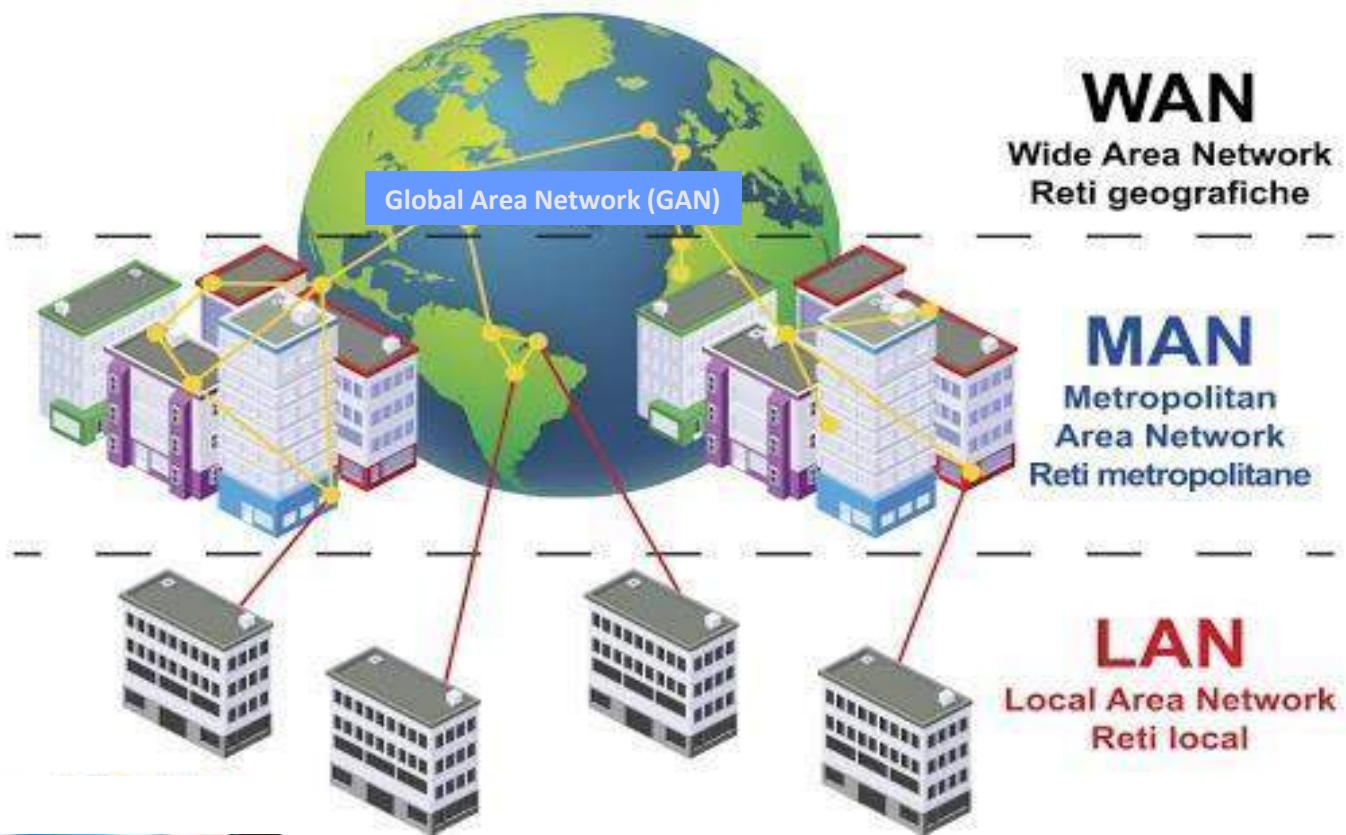 WAN
Wide Area Network
Reti geografiche
Global Area Network (GAN)
MAN
Metropolitan
Area Network
Reti metropolitane
LAN
Local Area Network
Reti local